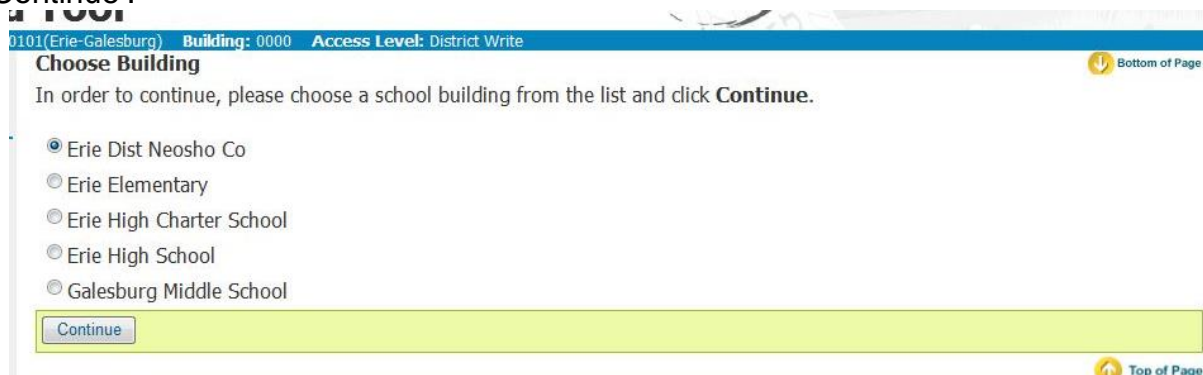 Continue".
a Tool
0101(Erie-Galesburg) Building: 0000 Access Level: District Write
Choose Building
Bottom of Page
In order to continue, please choose a school building from the list and click Continue.
Erie Dist Neosho Co
Erie Elementary
Erie High Charter School
Erie High School
Galesburg Middle School
Continue
Top of Page